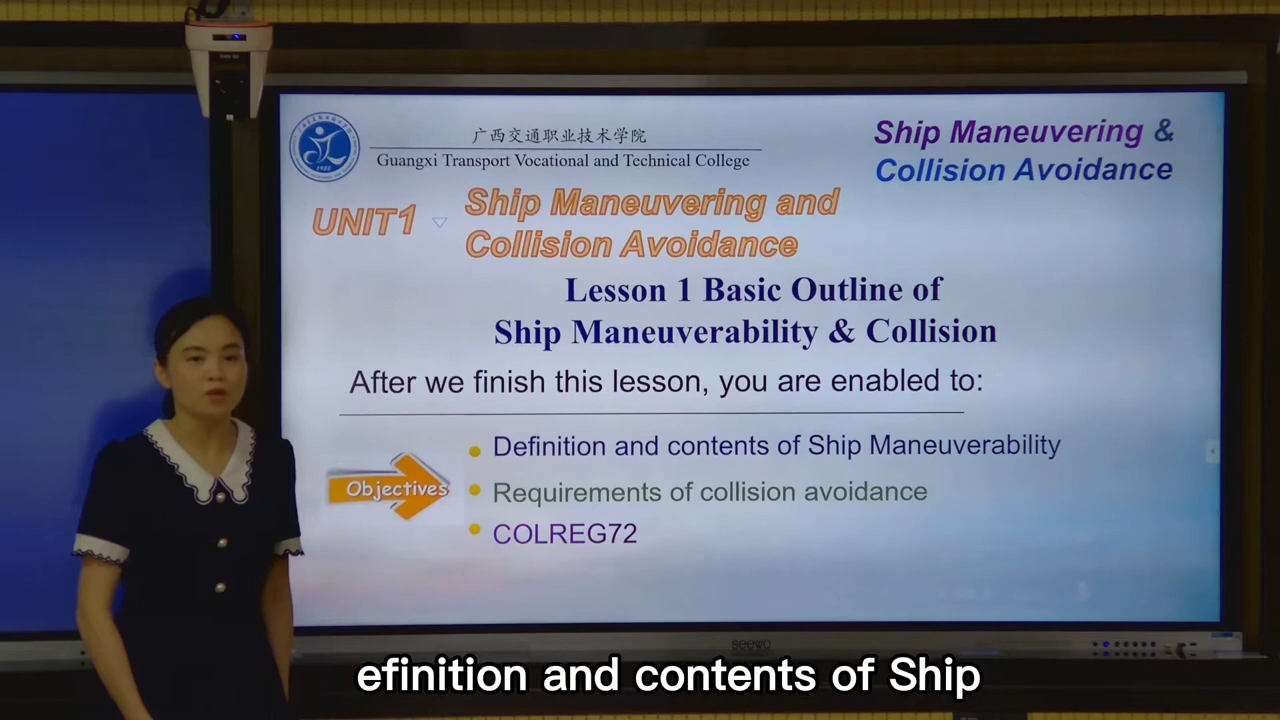 广西交通职业技术学院
Guangxi Transport Vocational and Technical College
Ship Maneuvering &
Collision Avoidance
UNIT1
Ship Maneuvering and
Collision Avoidance
Lesson 1 Basic Outline of
Ship Maneuverability & Collision
After we finish this lesson, you are enabled to:
Objectives
Definition and contents of Ship Maneuverability
Requirements of collision avoidance
COLREG72
seewo
efinition and contents of Ship